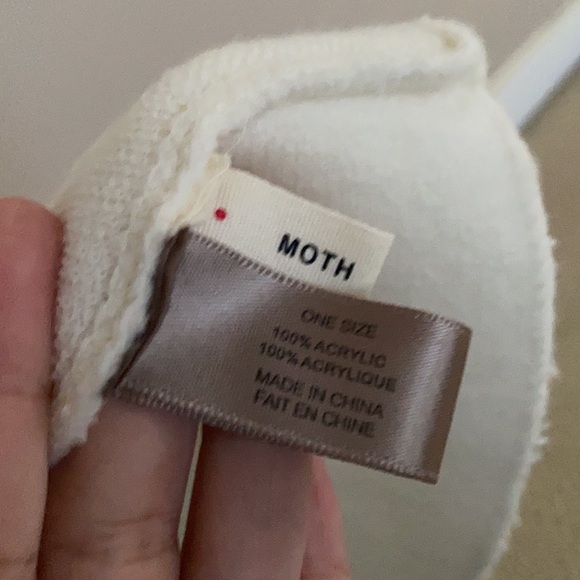 MOTH
ONE SIZE
100% ACRYLIC
100% ACRYLIQUE
MADE IN CHINA
FAIT EN CHINE